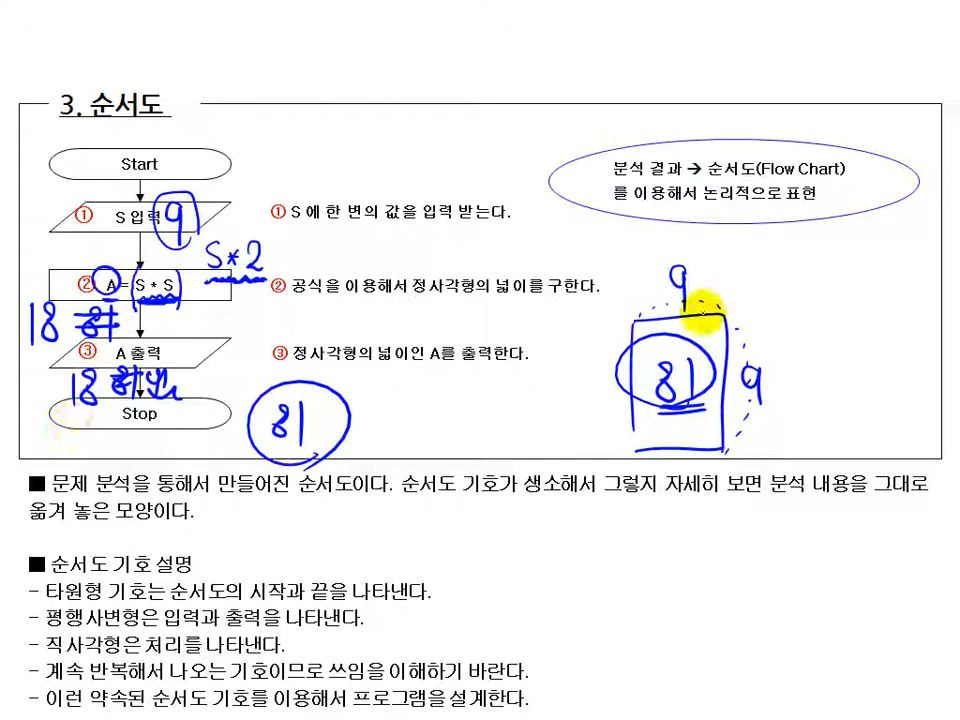 3. 순서도
Start
분석 결과 → 순서도(Flow Chart)
를 이용해서 논리적으로 표현
① S 입력 9
① S 에 한 변의 값을 입력 받는다.
S*2
② A = (S * S)
② 공식을 이용해서 정사각형의 넓이를 구한다.
9
18 81
③ A 출력
③ 정사각형의 넓이인 A를 출력한다.
81
9
18
Stop
81
■ 문제 분석을 통해서 만들어진 순서도이다. 순서도 기호가 생소해서 그렇지 자세히 보면 분석 내용을 그대로
옮겨 놓은 모양이다.
■ 순서도 기호 설명
- 타원형 기호는 순서도의 시작과 끝을 나타낸다.
- 평행사변형은 입력과 출력을 나타낸다.
- 직사각형은 처리를 나타낸다.
- 계속 반복해서 나오는 기호이므로 쓰임을 이해하기 바란다.
- 이런 약속된 순서도 기호를 이용해서 프로그램을 설계한다.